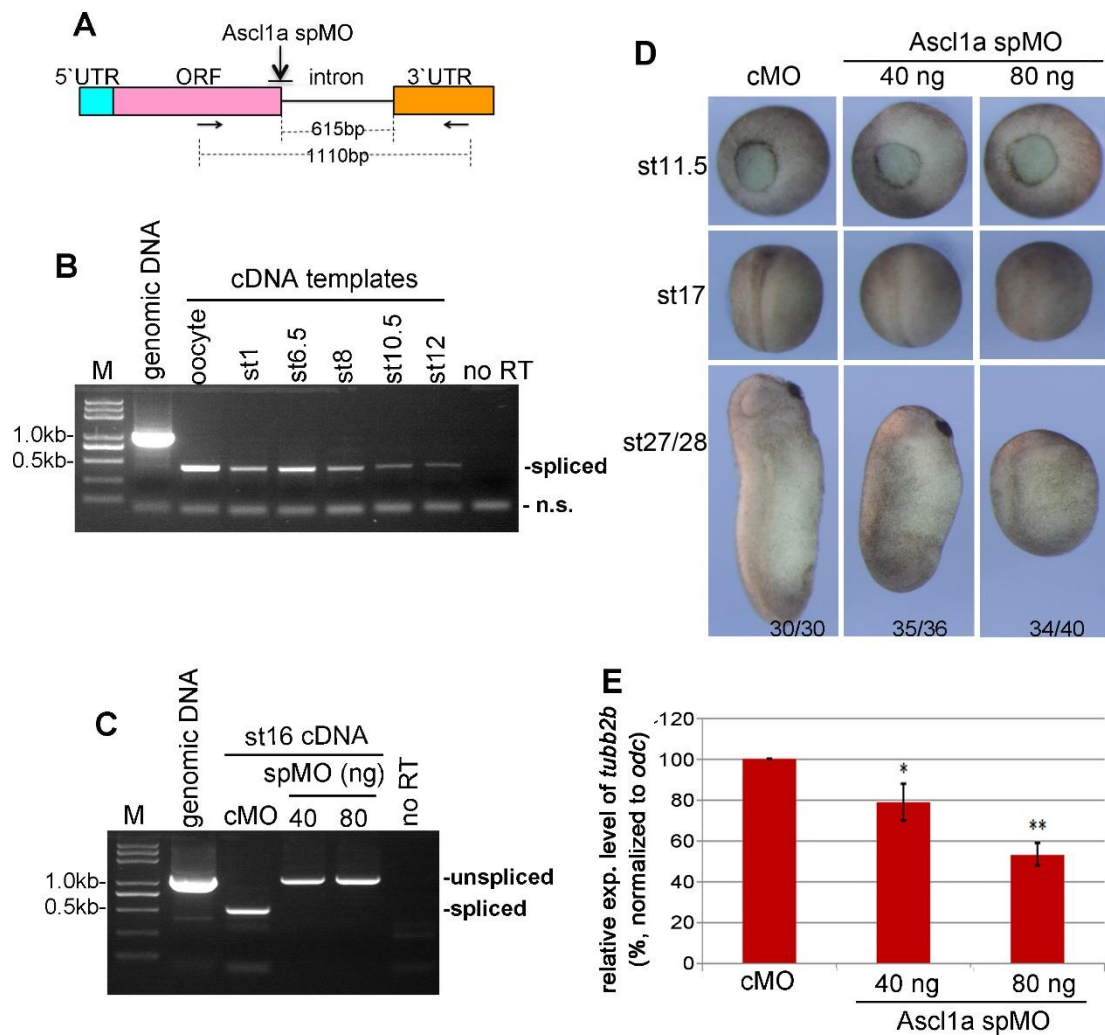 A
Ascl1a spMO
5`UTR ORF intron 3`UTR
615bp
1110bp
B
genomic DNA
cDNA templates
M oocyte st1 st6.5 st8 st10.5 st12 no RT
1.0kb-
0.5kb-
-spliced
- n.s.
C
genomic DNA
st16 cDNA
spMO (ng)
M cMO 40 80 no RT
1.0kb-
0.5kb-
-unspliced
-spliced
D
Ascl1a spMO
cMO 40 ng 80 ng
st11.5
st17
st27/28
30/30 35/36 34/40
E
relative exp. level of tubb2b
(%, normalized to odc)
120
100
80
60
40
20
0
*
**
cMO 40 ng 80 ng
Ascl1a spMO